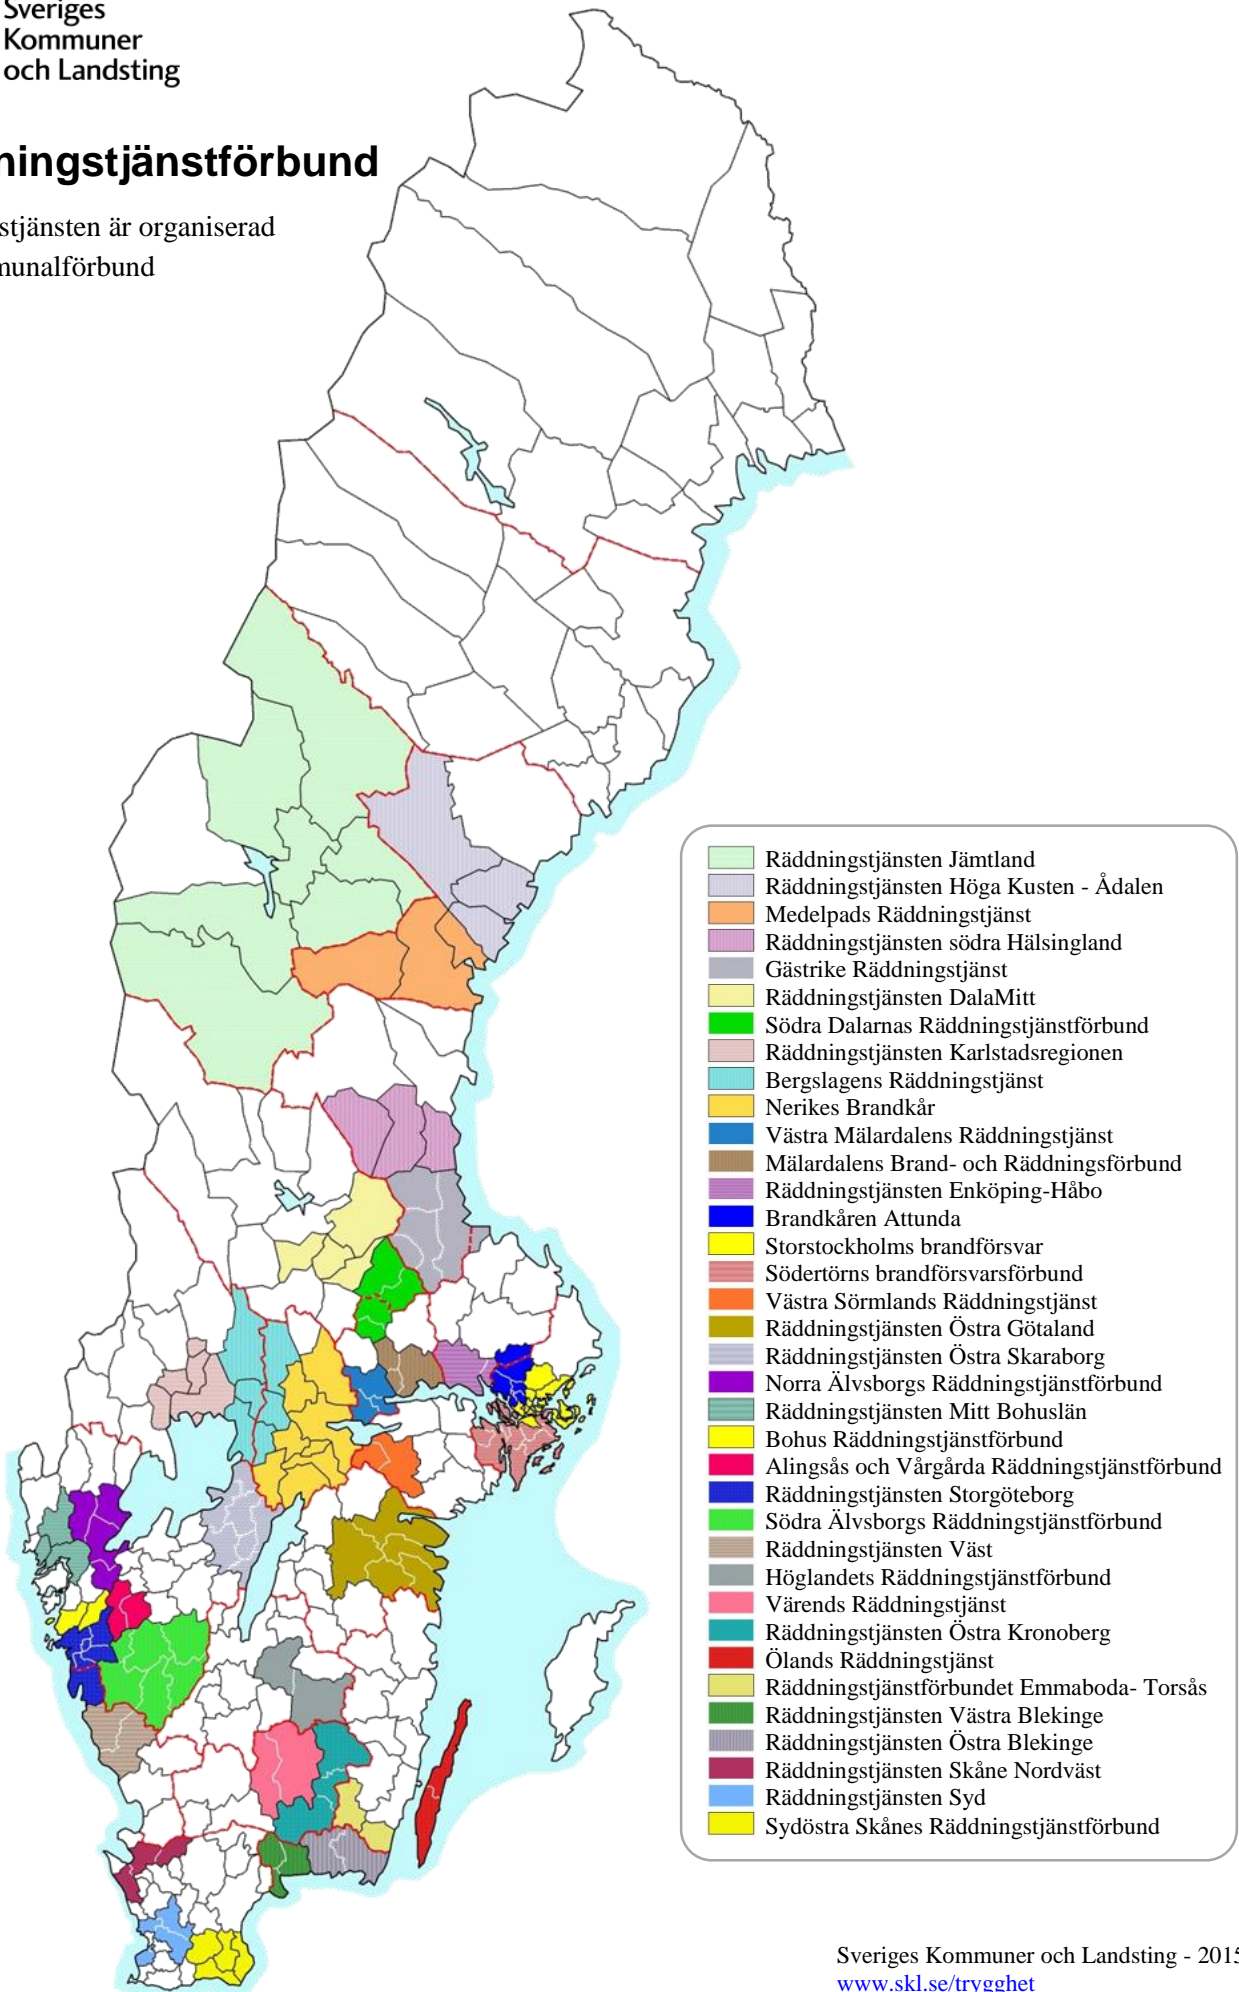 Sveriges
Kommuner
och Landsting
ningstjänstförbund
stjänsten är organiserad
munalförbund
Räddningstjänsten Jämtland
Räddningstjänsten Höga Kusten - Ådalen
Medelpads Räddningstjänst
Räddningstjänsten södra Hälsingland
Gästrike Räddningstjänst
Räddningstjänsten DalaMitt
Södra Dalarnas Räddningstjänstförbund
Räddningstjänsten Karlstadsregionen
Bergslagens Räddningstjänst
Nerikes Brandkår
Västra Mälardalens Räddningstjänst
Mälardalens Brand- och Räddningsförbund
Räddningstjänsten Enköping-Håbo
Brandkåren Attunda
Storstockholms brandförsvar
Södertörns brandförsvarsförbund
Västra Sörmlands Räddningstjänst
Räddningstjänsten Östra Götaland
Räddningstjänsten Östra Skaraborg
Norra Älvsborgs Räddningstjänstförbund
Räddningstjänsten Mitt Bohuslän
Bohus Räddningstjänstförbund
Alingsås och Vårgårda Räddningstjänstförbund
Räddningstjänsten Storgöteborg
Södra Älvsborgs Räddningstjänstförbund
Räddningstjänsten Väst
Höglandets Räddningstjänstförbund
Värends Räddningstjänst
Räddningstjänsten Östra Kronoberg
Ölands Räddningstjänst
Räddningstjänstförbundet Emmaboda- Torsås
Räddningstjänsten Västra Blekinge
Räddningstjänsten Östra Blekinge
Räddningstjänsten Skåne Nordväst
Räddningstjänsten Syd
Sydöstra Skånes Räddningstjänstförbund
Sveriges Kommuner och Landsting - 2015
www.skl.se/trygghet